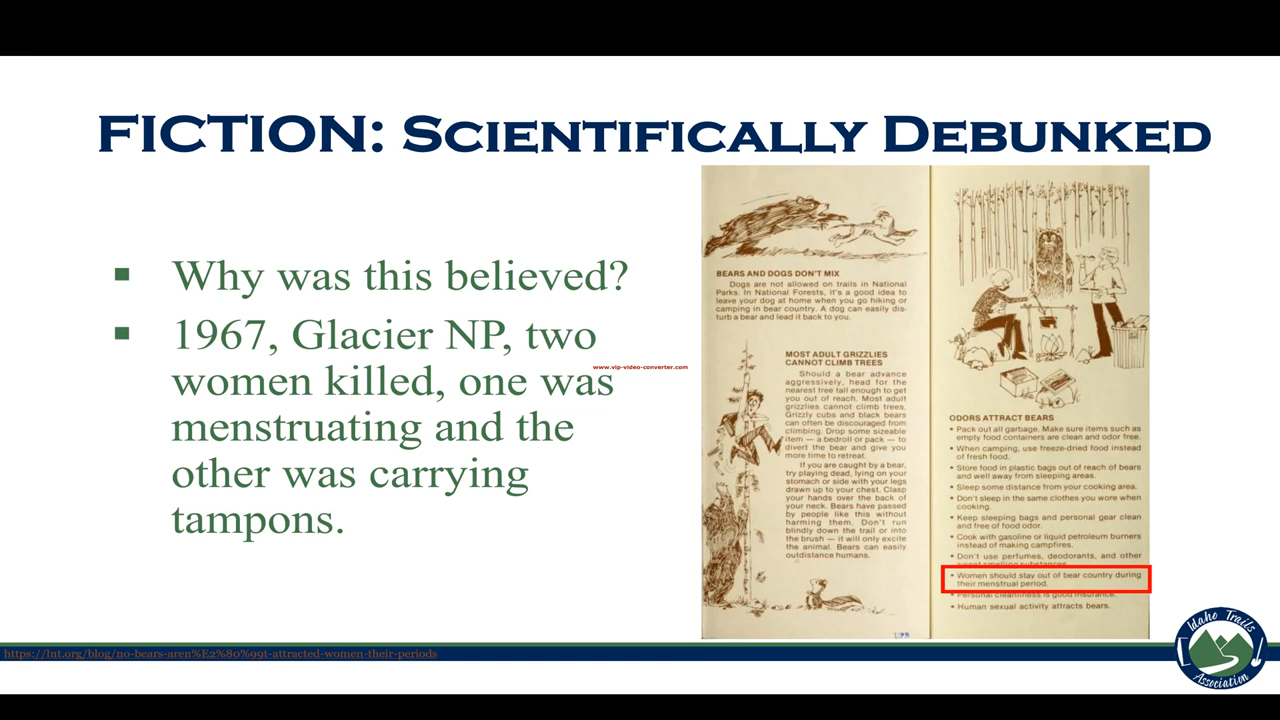 FICTION: SCIENTIFICALLY DEBUNKED
▪ Why was this believed?
▪ 1967, Glacier NP, two
women killed, one was
menstruating and the
other was carrying
tampons.
www.vip-video-converter.com
BEARS AND DOGS DON'T MIX
Dogs are not allowed on trails in National
Parks. In National Forests, it's a good idea to
leave your dog at home when you go hiking or
camping in bear country. A dog can easily dis-
turb a bear and lead it back to you.
MOST ADULT GRIZZLIES
CANNOT CLIMB TREES
Should a bear advance
aggressively, head for the
nearest tree tall enough to get
you out of reach. Most adult
grizzlies cannot climb trees.
Grizzly cubs and black bears
can often be discouraged from
climbing. Drop some sizeable
item — a bedroll or pack — to
divert the bear and give you
more time to retreat.
If you are caught by a bear,
try playing dead, lying on your
stomach or side with your legs
drawn up to your chest. Clasp
your hands over the back of
your neck. Bears have passed
by people like this without
harming them. Don't run
blindly down the trail or into
the brush — it will only excite
the animal. Bears can easily
outdistance humans.
ODORS ATTRACT BEARS
• Pack out all garbage. Make sure items such as
empty food containers are clean and odor free.
• When camping, use freeze-dried food instead
of fresh food.
• Store food in plastic bags out of reach of bears
and well away from sleeping areas.
• Sleep some distance from your cooking area.
• Don't sleep in the same clothes you wore when
cooking.
• Keep sleeping bags and personal gear clean
and free of food odor.
• Cook with gasoline or liquid petroleum burners
instead of making campfires.
• Don't use perfumes, deodorants, and other
sweet smelling substances.
• Women should stay out of bear country during
their menstrual period.
• Personal cleanliness is good insurance.
• Human sexual activity attracts bears.
https://lnt.org/blog/no-bears-aren%E2%80%99t-attracted-women-their-periods
Idaho Trails
Association